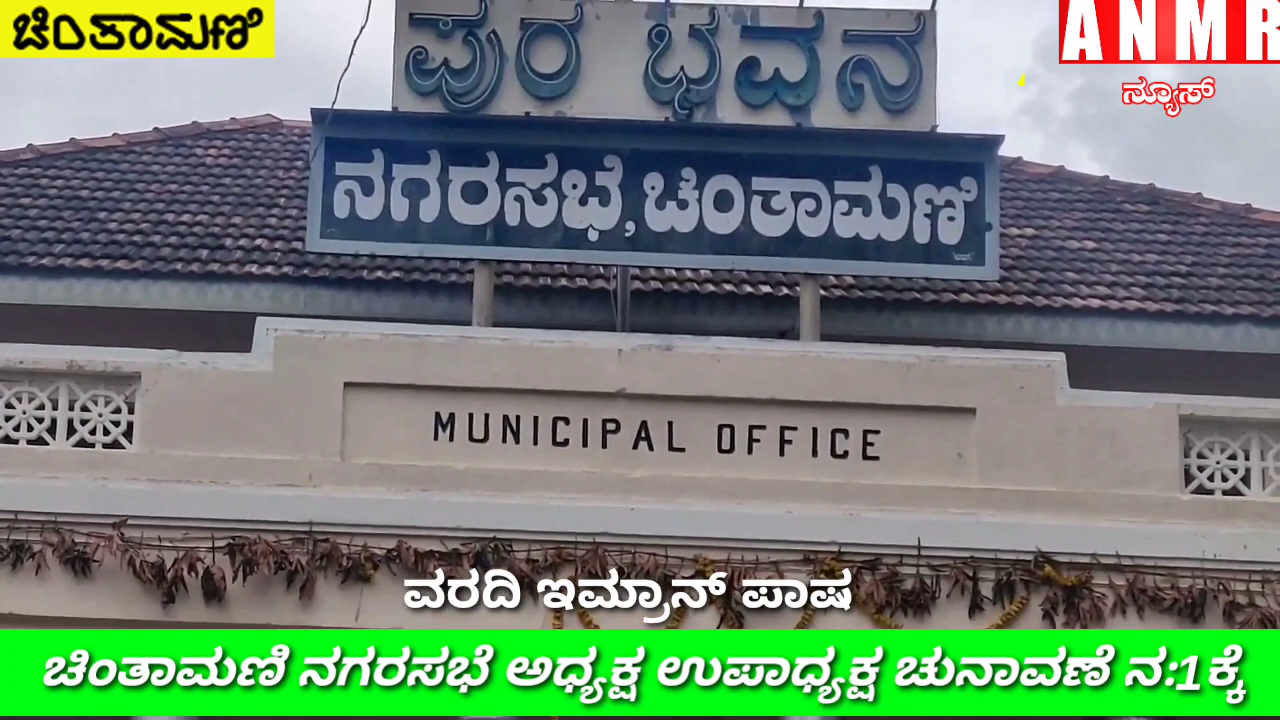 ಚಿಂತಾಮಣಿ
ANMR
ನ್ಯೂಸ್
ಪುರ ಭವನ
ನಗರಸಭೆ, ಚಿಂತಾಮಣಿ
MUNICIPAL OFFICE
ವರದಿ ಇಮ್ರಾನ್ ಪಾಷ
ಚಿಂತಾಮಣಿ ನಗರಸಭೆ ಅಧ್ಯಕ್ಷ ಉಪಾಧ್ಯಕ್ಷ ಚುನಾವಣೆ ನ:1ಕ್ಕೆ